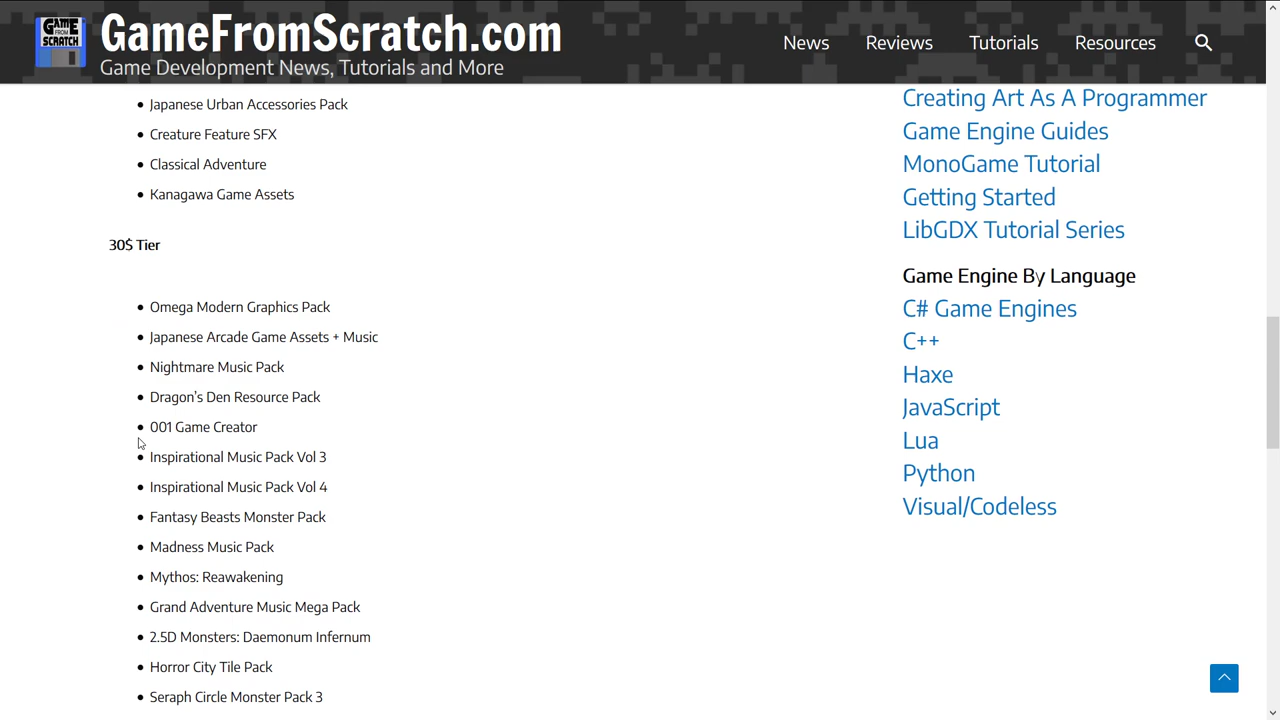 GAME
FROM
SCRATCH
GameFromScratch.com
Game Development News, Tutorials and More
News
Reviews
Tutorials
Resources
Japanese Urban Accessories Pack
Creature Feature SFX
Classical Adventure
Kanagawa Game Assets
30$ Tier
Omega Modern Graphics Pack
Japanese Arcade Game Assets + Music
Nightmare Music Pack
Dragon’s Den Resource Pack
001 Game Creator
Inspirational Music Pack Vol 3
Inspirational Music Pack Vol 4
Fantasy Beasts Monster Pack
Madness Music Pack
Mythos: Reawakening
Grand Adventure Music Mega Pack
2.5D Monsters: Daemonum Infernum
Horror City Tile Pack
Seraph Circle Monster Pack 3
Creating Art As A Programmer
Game Engine Guides
MonoGame Tutorial
Getting Started
LibGDX Tutorial Series
Game Engine By Language
C# Game Engines
C++
Haxe
JavaScript
Lua
Python
Visual/Codeless